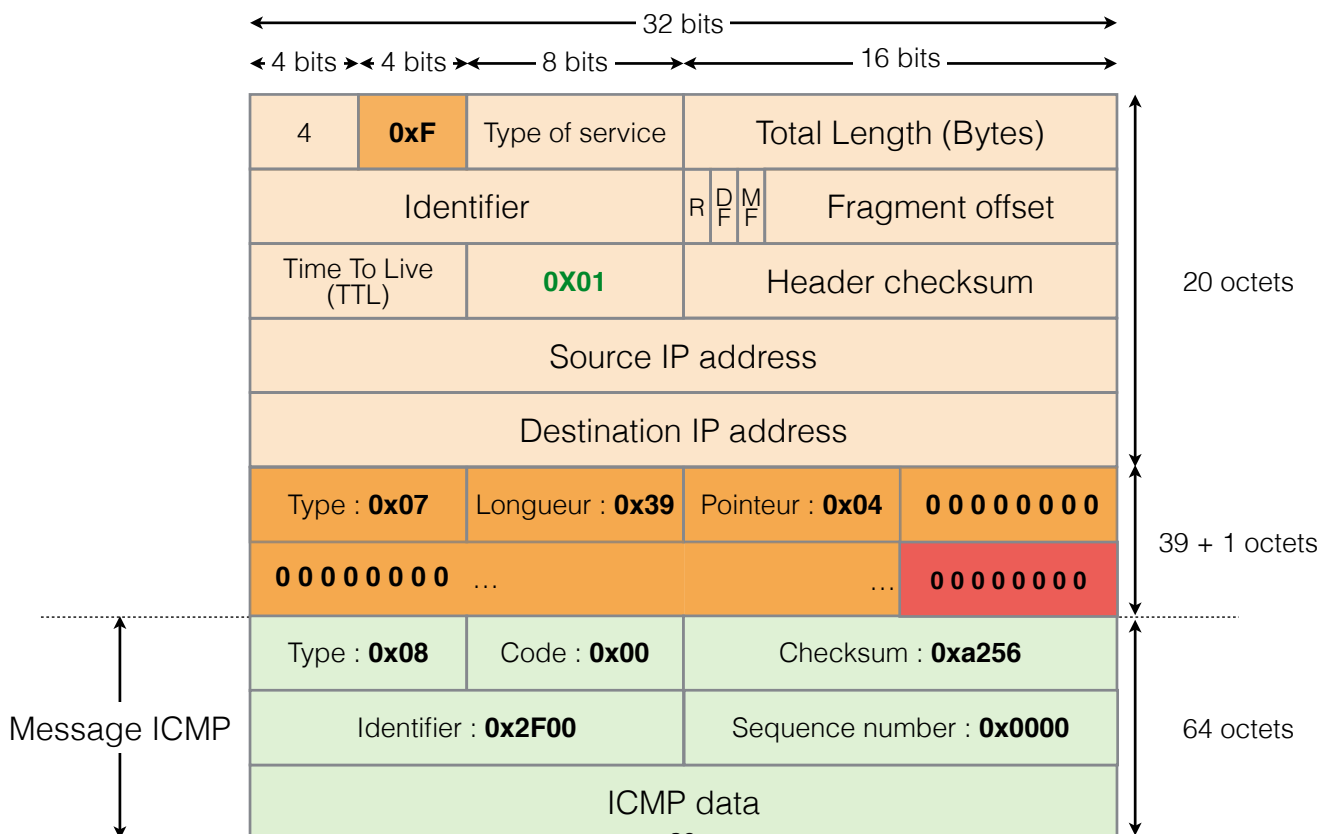 32 bits
4 bits 4 bits 8 bits 16 bits
4 0xF Type of service Total Length (Bytes)
Identifier R DF MF Fragment offset
Time To Live (TTL) 0X01 Header checksum 20 octets
Source IP address
Destination IP address
Type : 0x07 Longueur : 0x39 Pointeur : 0x04 0 0 0 0 0 0 0 0
39 + 1 octets
0 0 0 0 0 0 0 0 ... ... 0 0 0 0 0 0 0 0
Type : 0x08 Code : 0x00 Checksum : 0xa256
Message ICMP Identifier : 0x2F00 Sequence number : 0x0000 64 octets
ICMP data